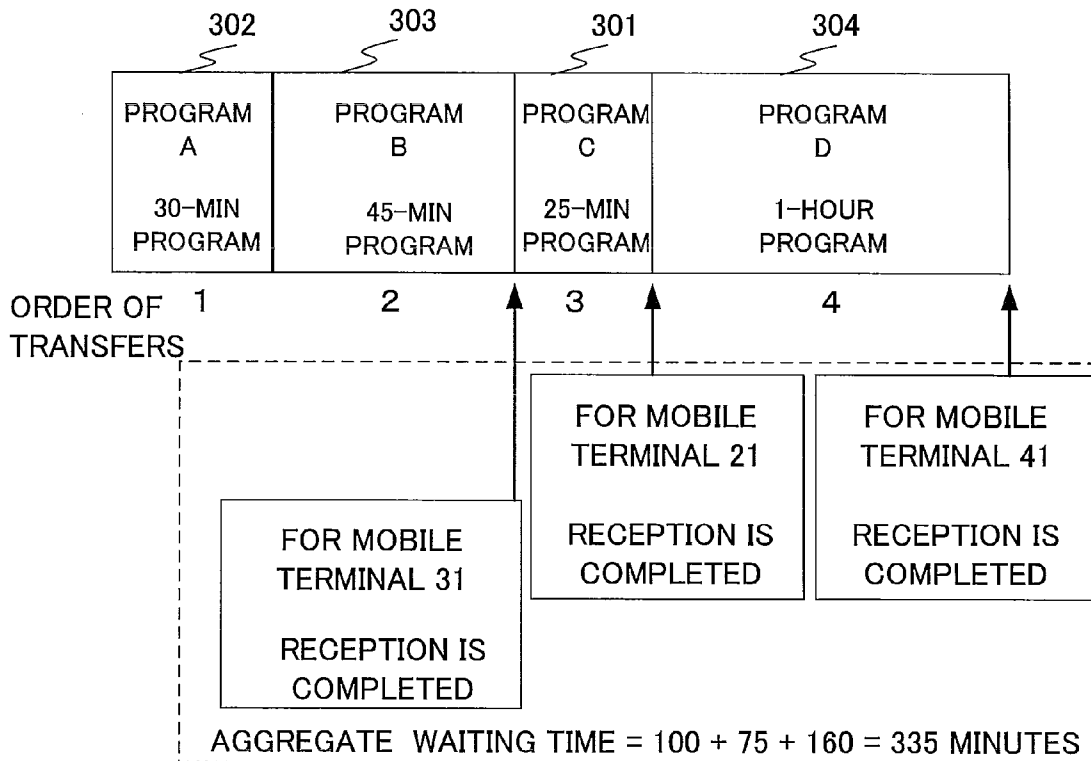 302
303
301
304
PROGRAM
A
30-MIN
PROGRAM
PROGRAM
B
45-MIN
PROGRAM
PROGRAM
C
25-MIN
PROGRAM
PROGRAM
D
1-HOUR
PROGRAM
ORDER OF
TRANSFERS
1
2
3
4
FOR MOBILE
TERMINAL 31
RECEPTION IS
COMPLETED
FOR MOBILE
TERMINAL 21
RECEPTION IS
COMPLETED
FOR MOBILE
TERMINAL 41
RECEPTION IS
COMPLETED
AGGREGATE WAITING TIME = 100 + 75 + 160 = 335 MINUTES